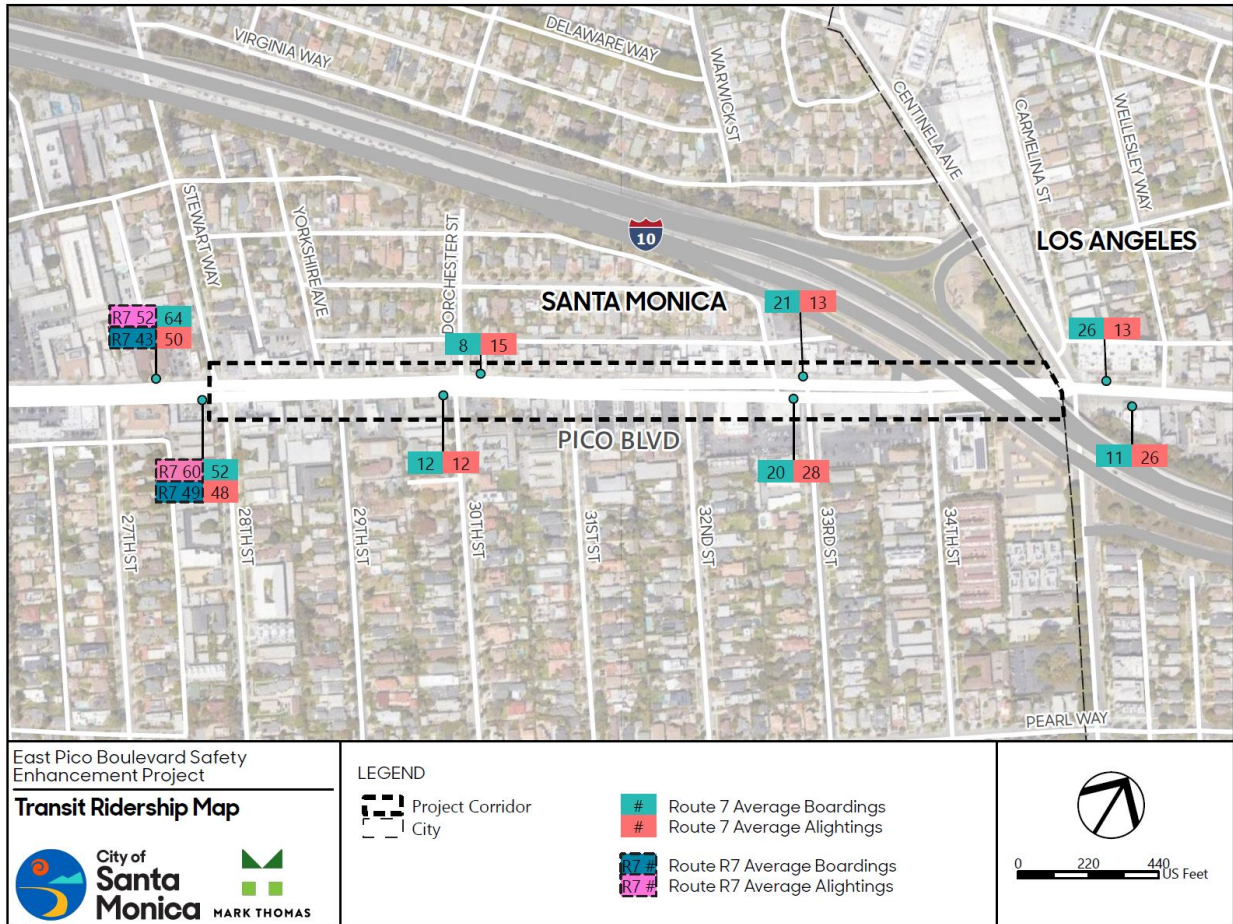 VIRGINIA WAY
DELAWARE WAY
WARWICK ST
CENTINELA AVE
CARMELINA ST
WELLESLEY WAY
STEWART WAY
YORKSHIRE AVE
DORCHESTER ST
10
LOS ANGELES
SANTA MONICA
R7 52 64
R7 43 50
8 15
21 13
26 13
PICO BLVD
R7 60 52
R7 49 48
12 12
20 28
11 26
27TH ST
28TH ST
29TH ST
30TH ST
31ST ST
32ND ST
33RD ST
34TH ST
PEARL WAY
East Pico Boulevard Safety
Enhancement Project
Transit Ridership Map
City of
Santa
Monica
MARK THOMAS
LEGEND
Project Corridor
City
# Route 7 Average Boardings
# Route 7 Average Alightings
R7 # Route R7 Average Boardings
R7 # Route R7 Average Alightings
0 220 440
US Feet